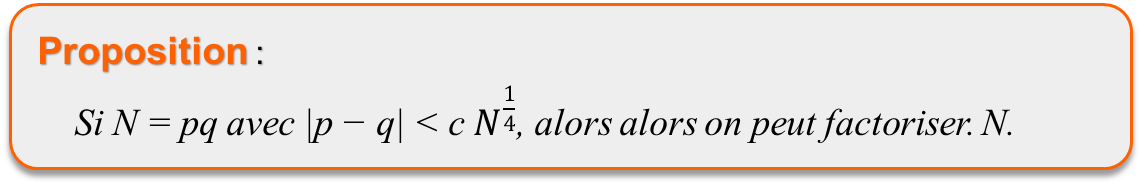 Proposition :
Si N = pq avec |p − q| < c N^{1/4}, alors alors on peut factoriser. N.